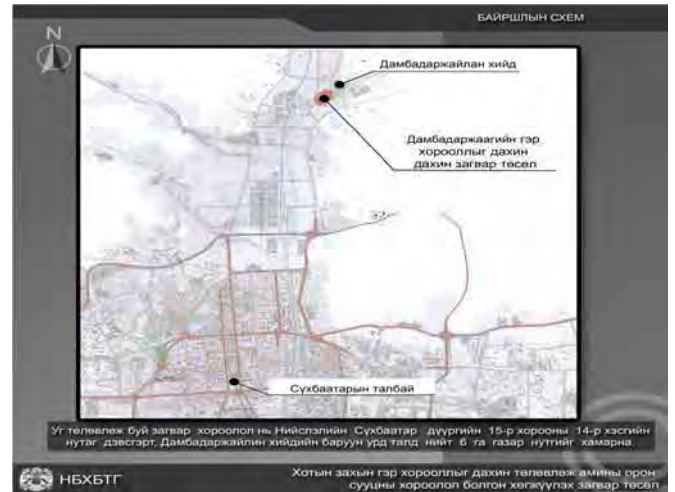 БАЙРШЛЫН СХЕМ
N
Дамбадаржайлан хийд
Дамбадаржаагийн гэр
хорооллыг дахин
дахин загвар төсөл
Сүхбаатарын талбай
Уг төлөвлөж буй загвар хороолол нь Нийслэлийн Сүхбаатар дүүргийн 15-р хорооны 14-р хэсгийн
нутаг дэвсгэрт, Дамбадаржайлин хийдийн баруун урд талд нийт 6 га газар нутгийг хамарна.
НБХБТГ
Хотын захын гэр хорооллыг дахин төлөвлөж амины орон
сууцны хороолол болгон хөгжүүлэх загвар төсөл